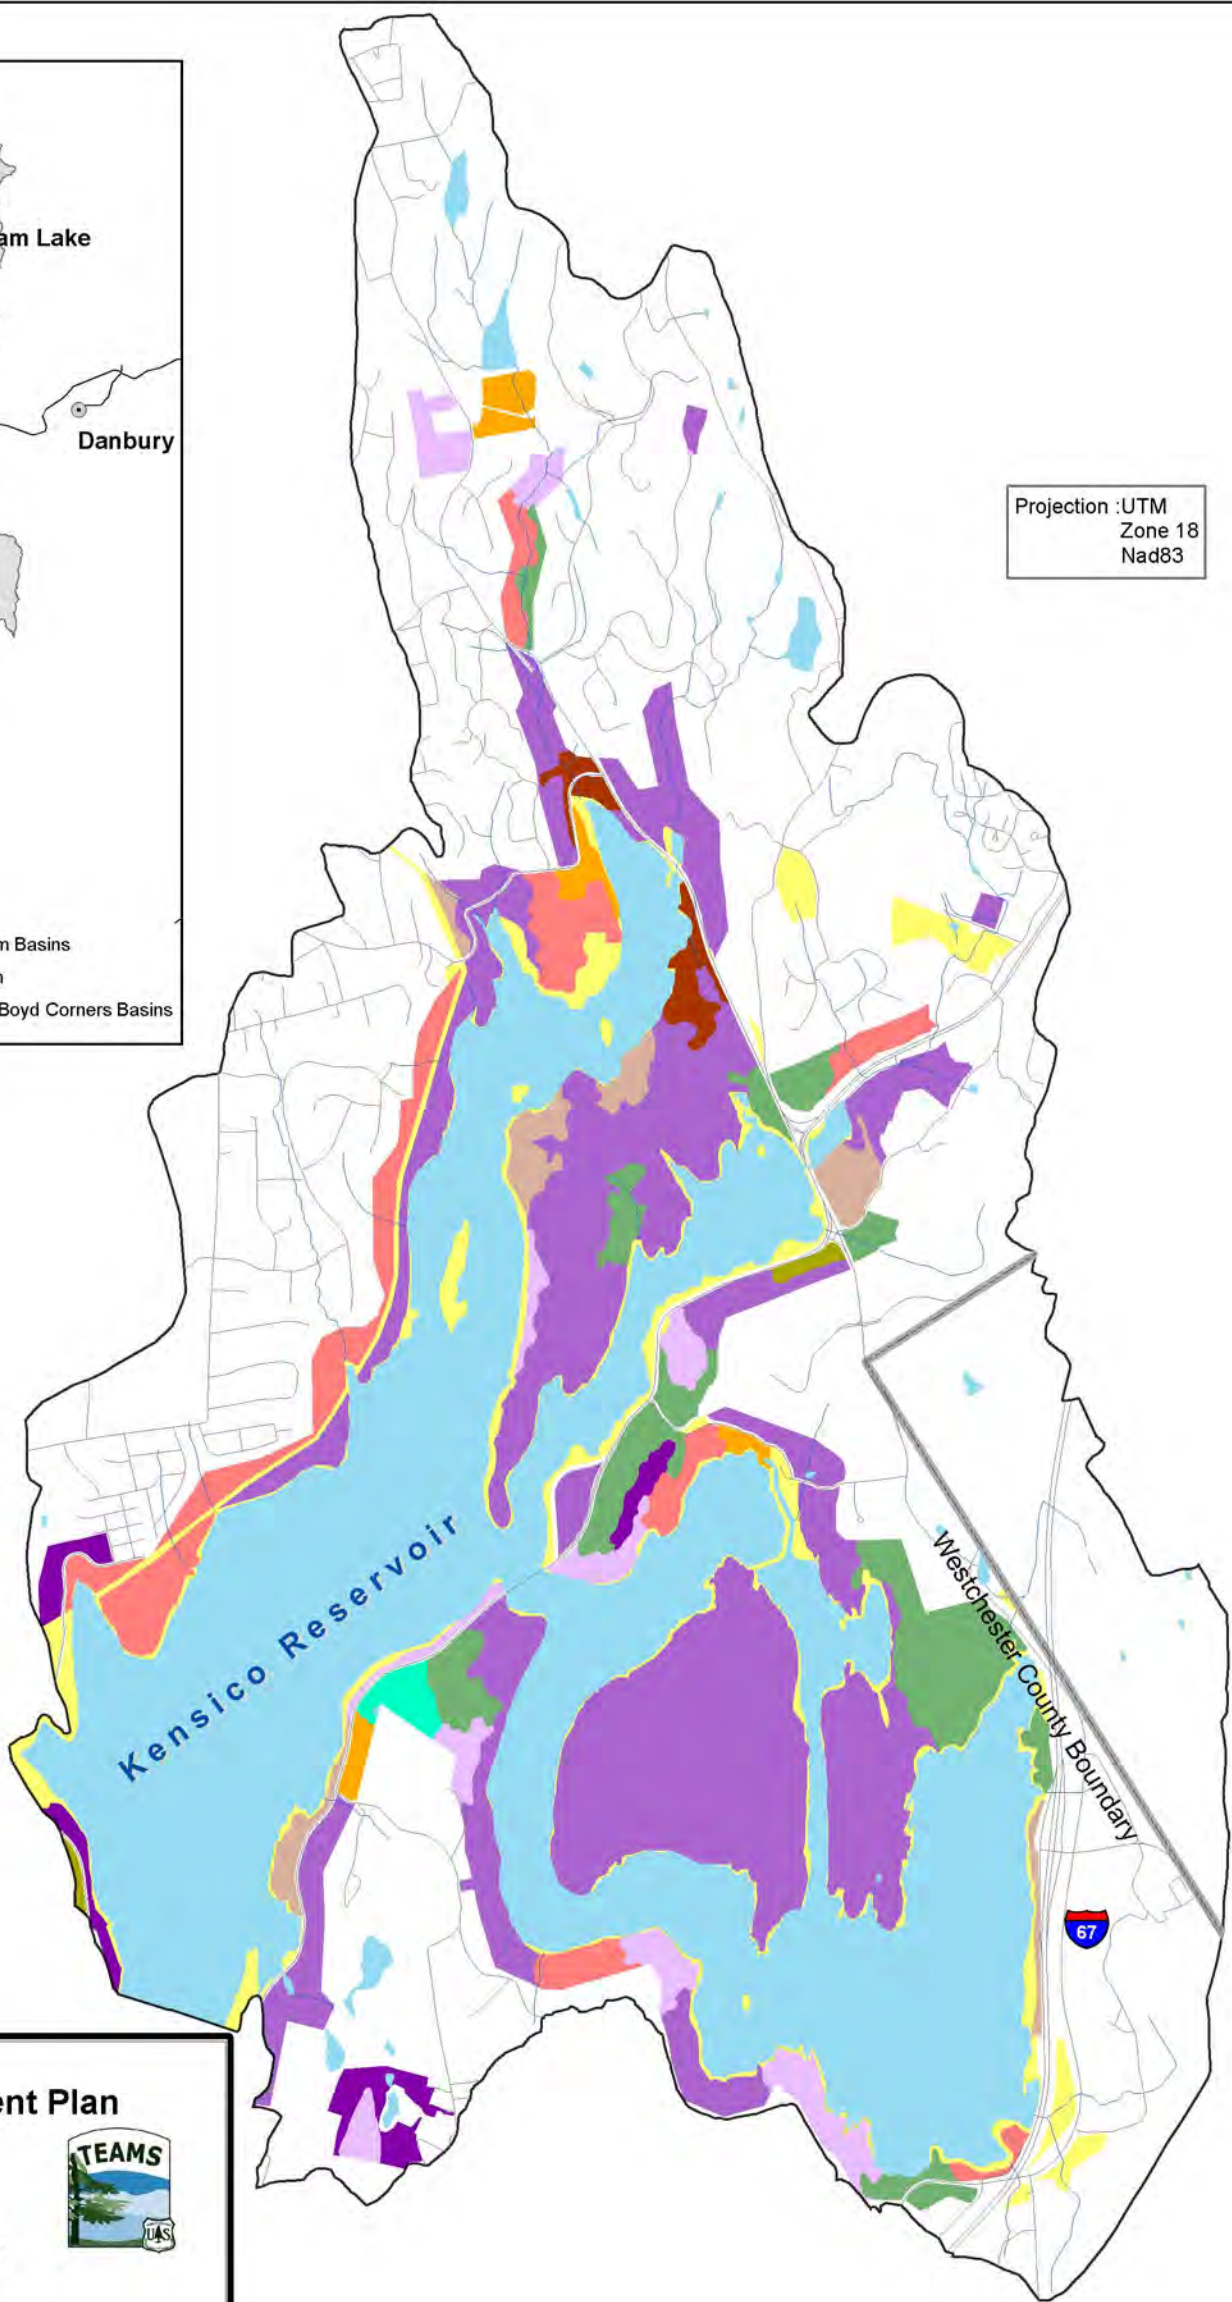 am Lake
Danbury
m Basins
n
Boyd Corners Basins
Projection :UTM
Zone 18
Nad83
Kensico Reservoir
Westchester County Boundary
67
ent Plan
TEAMS
UAS